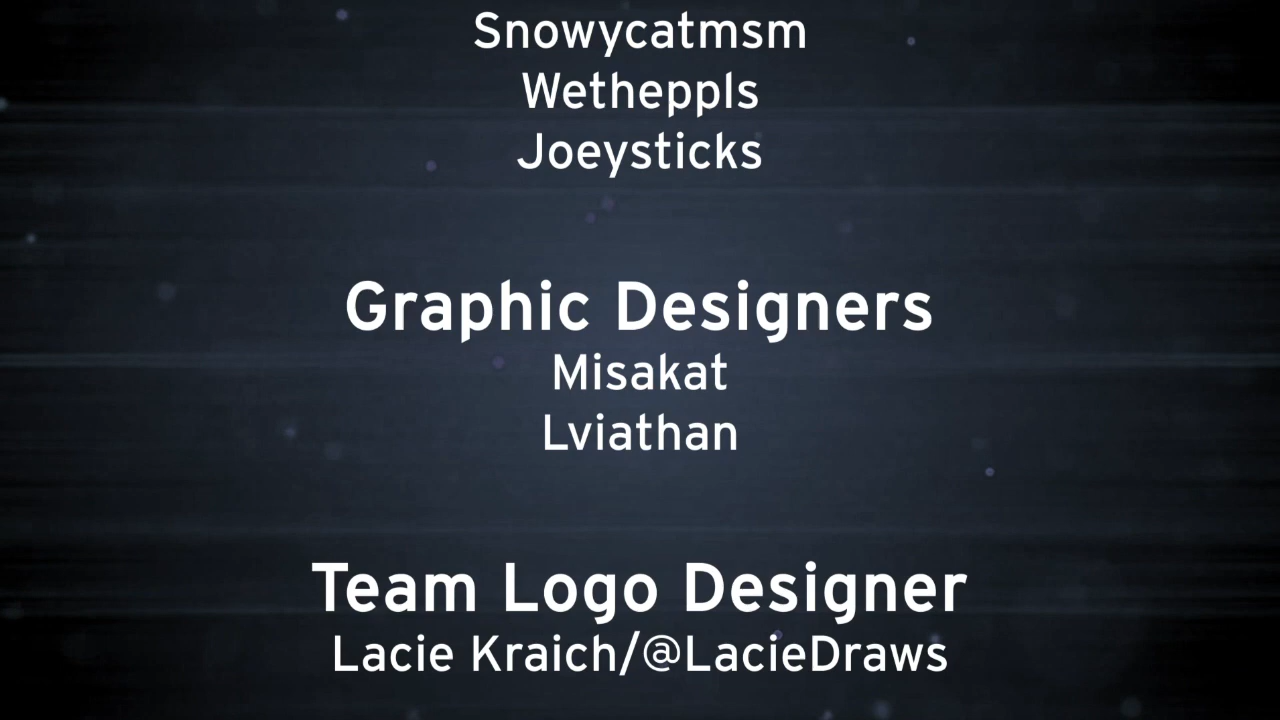 Snowycatmsm
Wetheppls
Joeysticks
Graphic Designers
Misakat
Lviathan
Team Logo Designer
Lacie Kraich/@LacieDraws